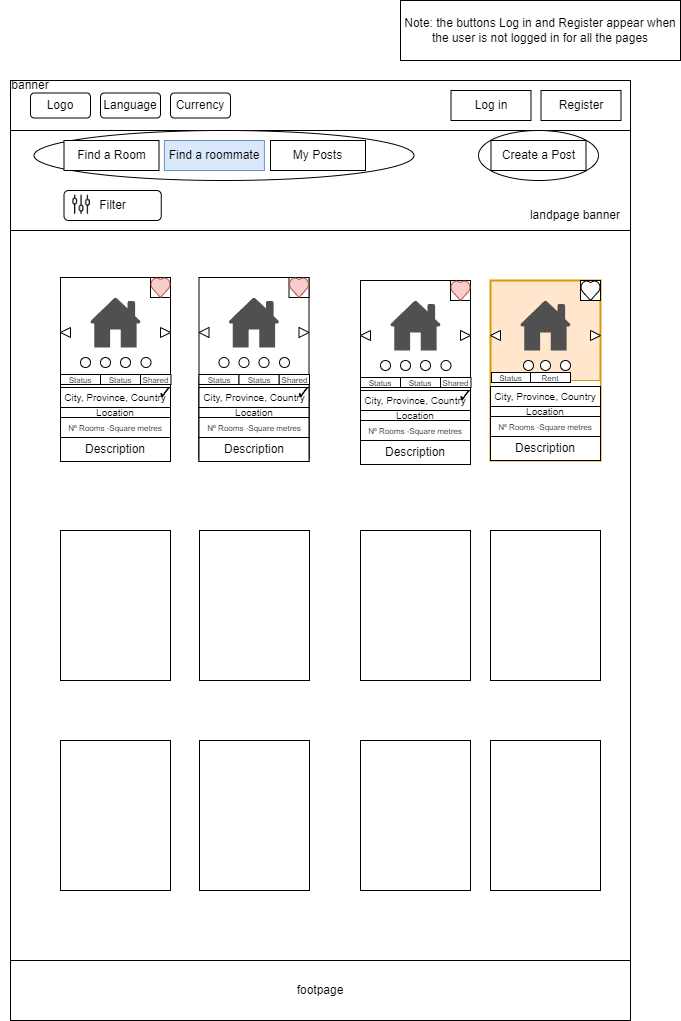 Note: the buttons Log in and Register appear when
the user is not logged in for all the pages
banner
Logo Language Currency Log in Register
Find a Room Find a roommate My Posts Create a Post
Filter
landpage banner
Status Status Shared
City, Province, Country
Location
Nº Rooms -Square metres
Description
Status Status Shared
City, Province, Country
Location
Nº Rooms -Square metres
Description
Status Status Shared
City, Province, Country
Location
Nº Rooms -Square metres
Description
Status Rent
City, Province, Country
Location
Nº Rooms -Square metres
Description
footpage